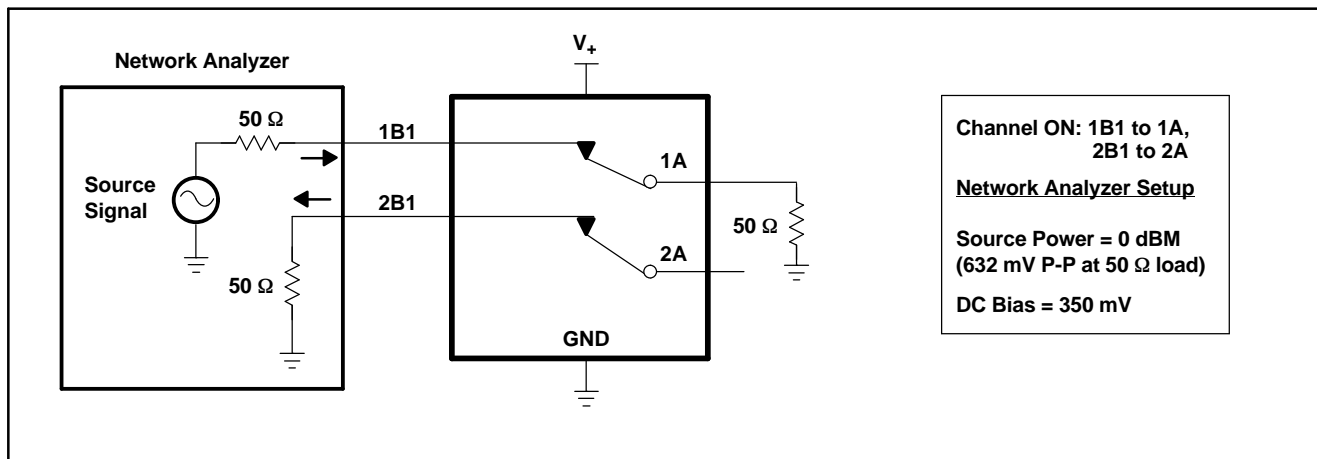 Network Analyzer
50 Ω
Source
Signal
50 Ω
1B1
2B1
V+
1A
2A
GND
50 Ω
Channel ON: 1B1 to 1A,
2B1 to 2A
Network Analyzer Setup
Source Power = 0 dBM
(632 mV P-P at 50 Ω load)
DC Bias = 350 mV